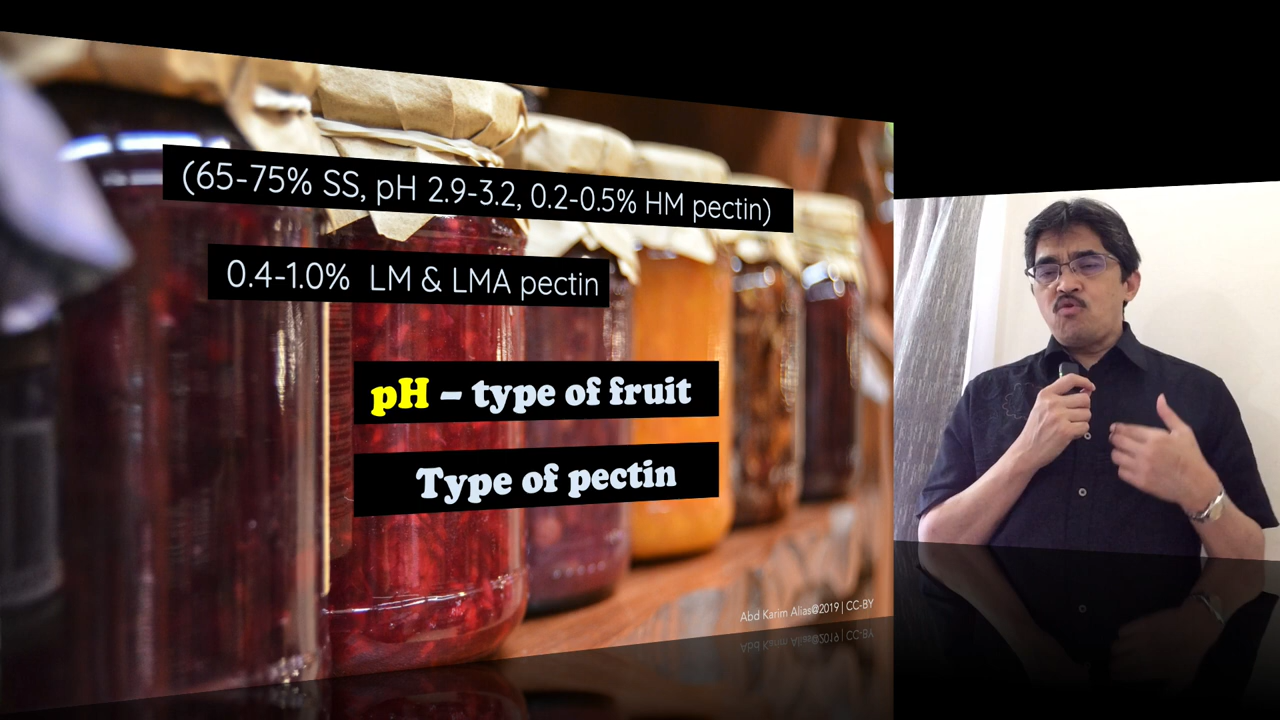 (65-75% SS, pH 2.9-3.2, 0.2-0.5% HM pectin)
0.4-1.0% LM & LMA pectin
pH – type of fruit
Type of pectin
Abd Karim Alias@2019 | CC-BY